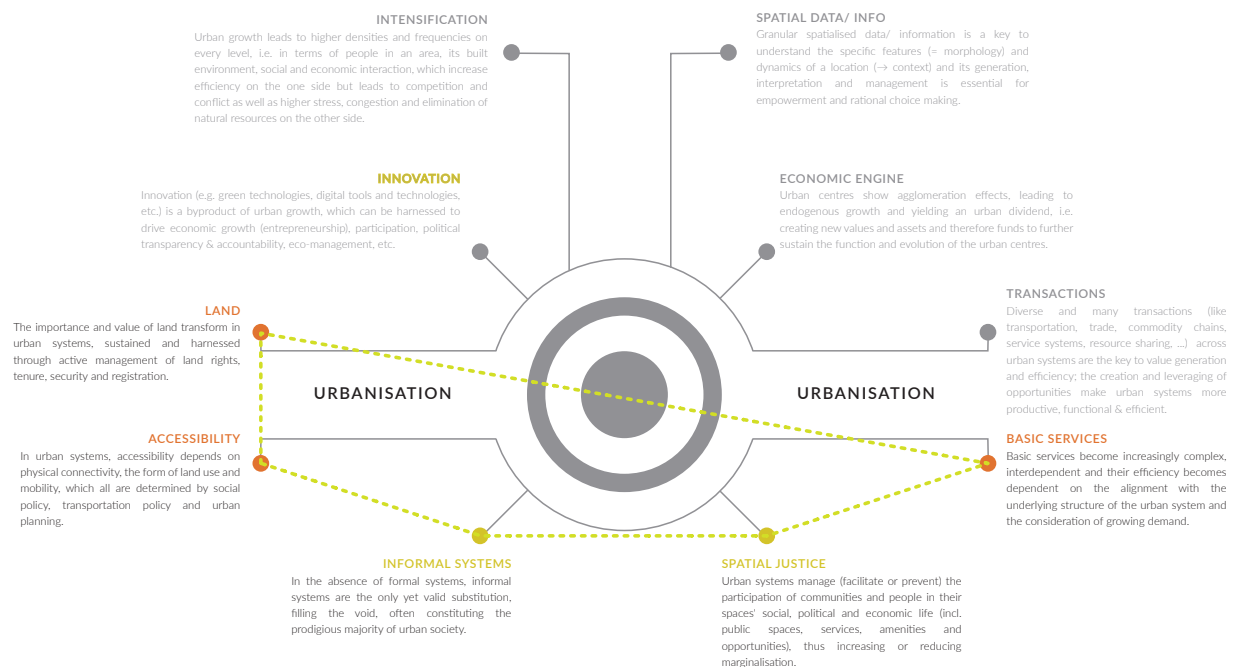 INTENSIFICATION
Urban growth leads to higher densities and frequencies on
every level, i.e. in terms of people in an area, its built
environment, social and economic interaction, which increase
efficiency on the one side but leads to competition and
conflict as well as higher stress, congestion and elimination of
natural resources on the other side.
SPATIAL DATA/ INFO
Granular spatialised data/ information is a key to
understand the specific features (= morphology) and
dynamics of a location (→ context) and its generation,
interpretation and management is essential for
empowerment and rational choice making.
INNOVATION
Innovation (e.g. green technologies, digital tools and technologies,
etc.) is a byproduct of urban growth, which can be harnessed to
drive economic growth (entrepreneurship), participation, political
transparency & accountability, eco-management, etc.
ECONOMIC ENGINE
Urban centres show agglomeration effects, leading to
endogenous growth and yielding an urban dividend, i.e.
creating new values and assets and therefore funds to further
sustain the function and evolution of the urban centres.
LAND
The importance and value of land transform in
urban systems, sustained and harnessed
through active management of land rights,
tenure, security and registration.
TRANSACTIONS
Diverse and many transactions (like
transportation, trade, commodity chains,
service systems, resource sharing, ...) across
urban systems are the key to value generation
and efficiency; the creation and leveraging of
opportunities make urban systems more
productive, functional & efficient.
URBANISATION
URBANISATION
ACCESSIBILITY
In urban systems, accessibility depends on
physical connectivity, the form of land use and
mobility, which all are determined by social
policy, transportation policy and urban
planning.
BASIC SERVICES
Basic services become increasingly complex,
interdependent and their efficiency becomes
dependent on the alignment with the
underlying structure of the urban system and
the consideration of growing demand.
INFORMAL SYSTEMS
In the absence of formal systems, informal
systems are the only yet valid substitution,
filling the void, often constituting the
prodigious majority of urban society.
SPATIAL JUSTICE
Urban systems manage (facilitate or prevent) the
participation of communities and people in their
spaces' social, political and economic life (incl.
public spaces, services, amenities and
opportunities), thus increasing or reducing
marginalisation.